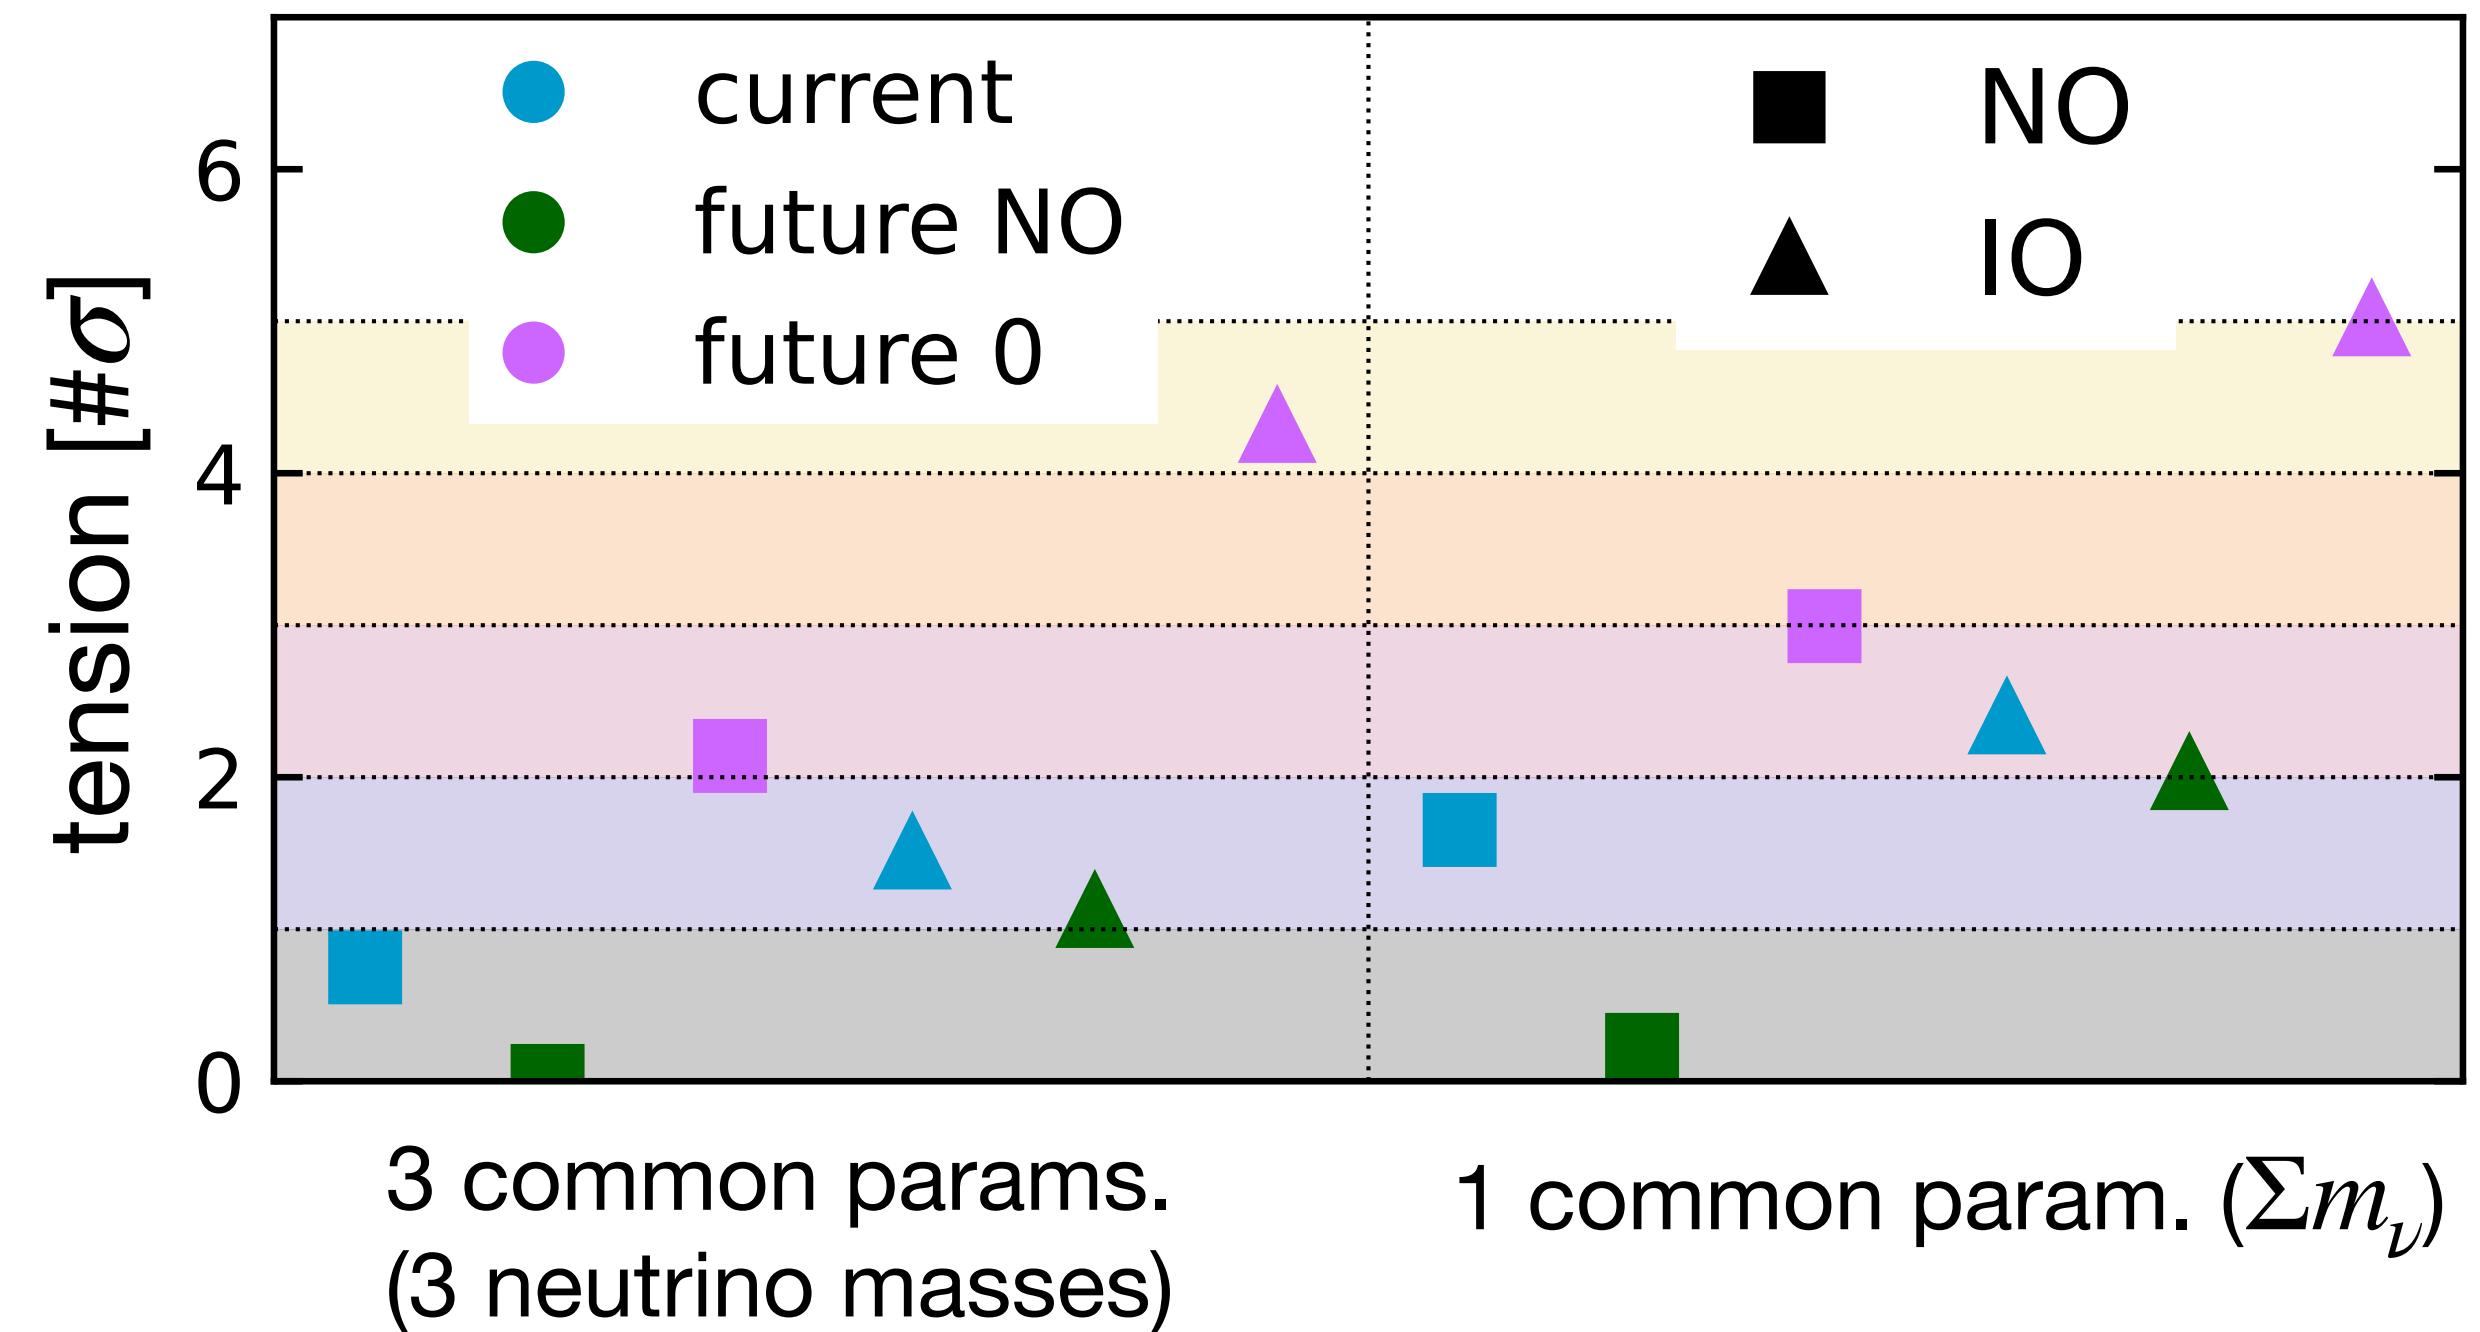 current
future NO
future 0
NO
IO
tension [#σ]
6
4
2
0
3 common params.
(3 neutrino masses)
1 common param. (Σmν)